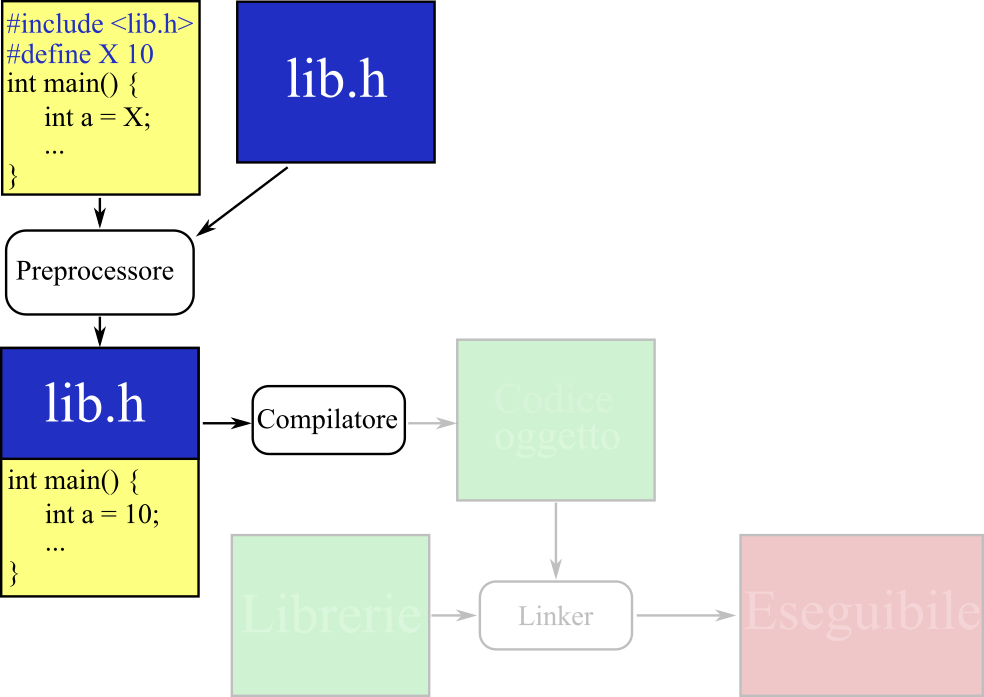 #include <lib.h>
#define X 10
int main() {
int a = X;
...
}
lib.h
Preprocessore
lib.h
int main() {
int a = 10;
...
}
Compilatore
Codice
oggetto
Librerie
Linker
Eseguibile